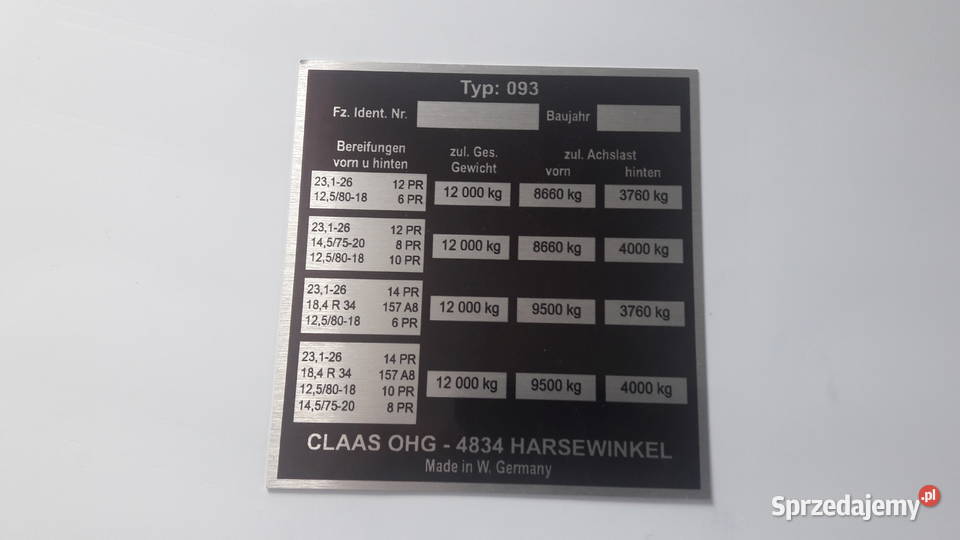 Typ: 093
Fz. Ident. Nr. Baujahr
Bereifungen vorn u hinten zul. Ges. Gewicht zul. Achslast vorn hinten
23,1-26 12 PR
12,5/80-18 6 PR
12 000 kg 8660 kg 3760 kg
23,1-26 12 PR
14,5/75-20 8 PR
12,5/80-18 10 PR
12 000 kg 8660 kg 4000 kg
23,1-26 14 PR
18,4 R 34 157 A8
12,5/80-18 6 PR
12 000 kg 9500 kg 3760 kg
23,1-26 14 PR
18,4 R 34 157 A8
12,5/80-18 10 PR
14,5/75-20 8 PR
12 000 kg 9500 kg 4000 kg
CLAAS OHG - 4834 HARSEWINKEL
Made in W. Germany
Sprzedajemy.pl